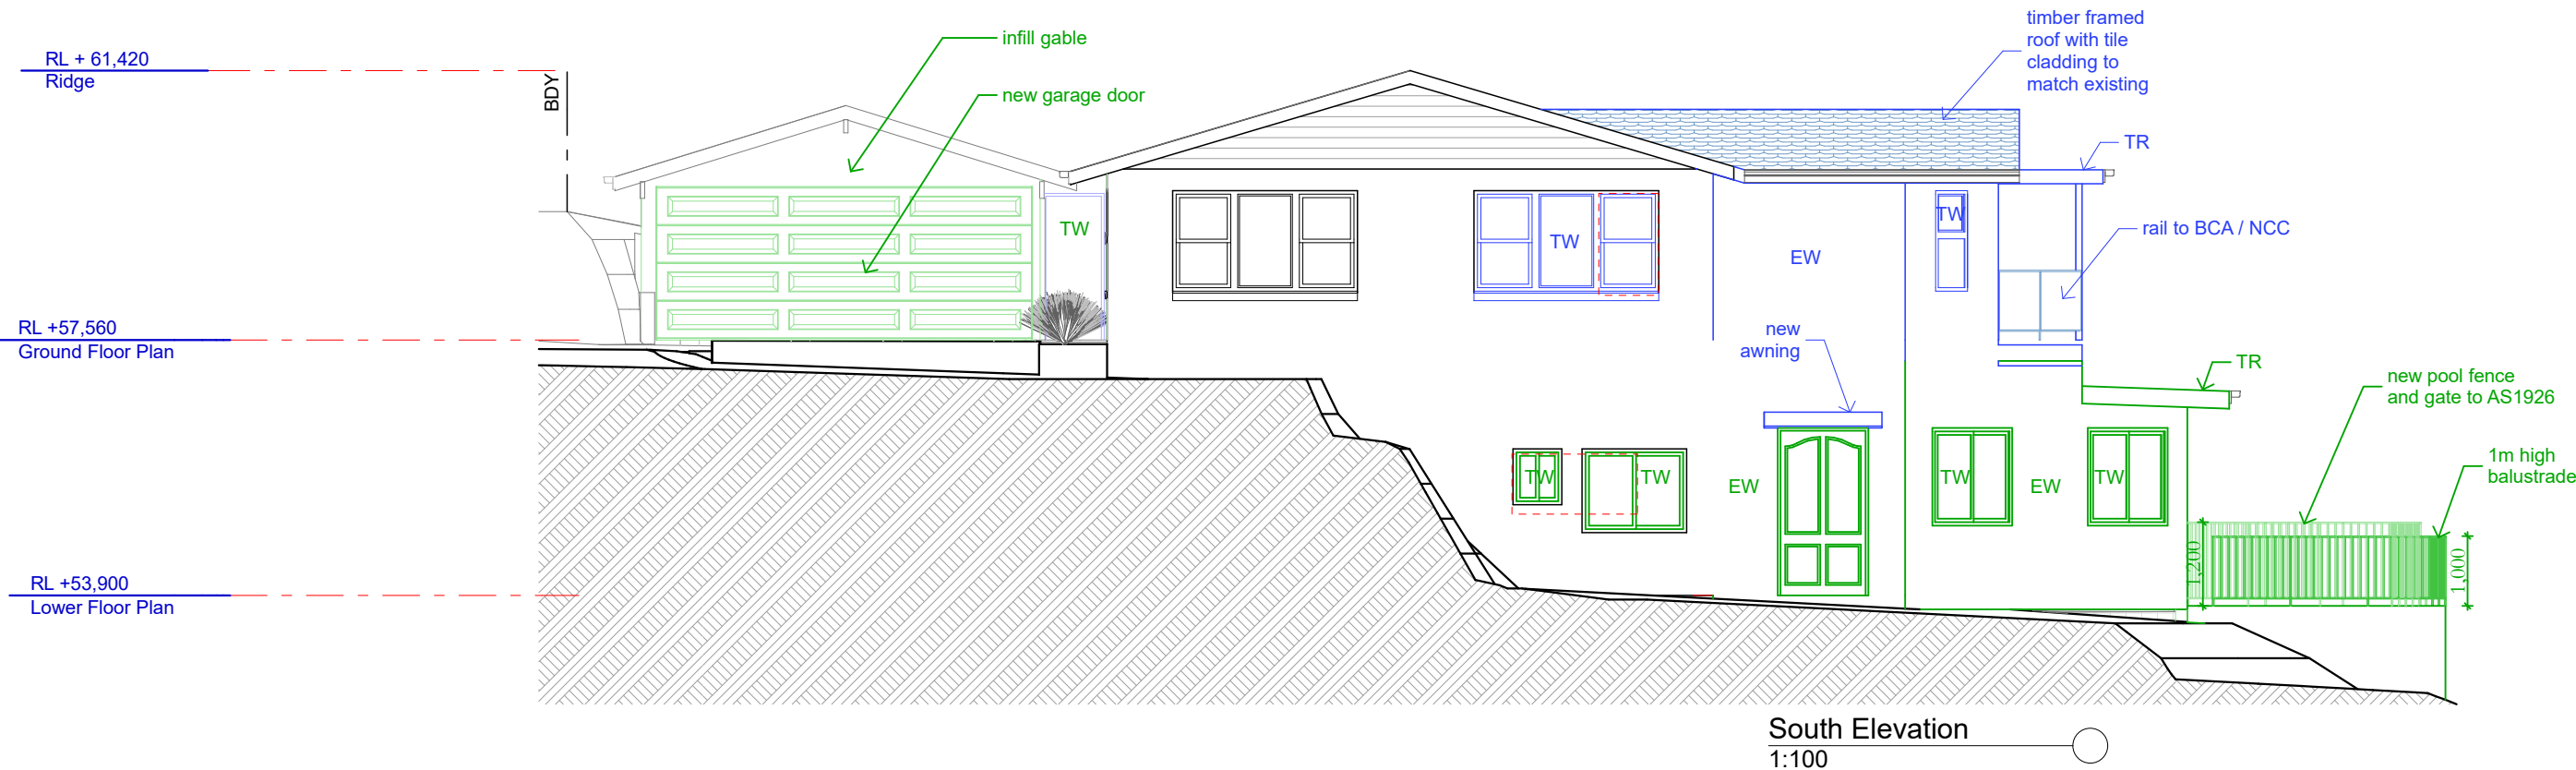 RL + 61,420
Ridge
BDY
infill gable
new garage door
timber framed
roof with tile
cladding to
match existing
TR
rail to BCA / NCC
TW
TW
EW
TW
RL +57,560
Ground Floor Plan
new
awning
TR
new pool fence
and gate to AS1926
1m high
balustrade
TW
TW
EW
TW
EW
TW
1,200
1,000
RL +53,900
Lower Floor Plan
South Elevation
1:100